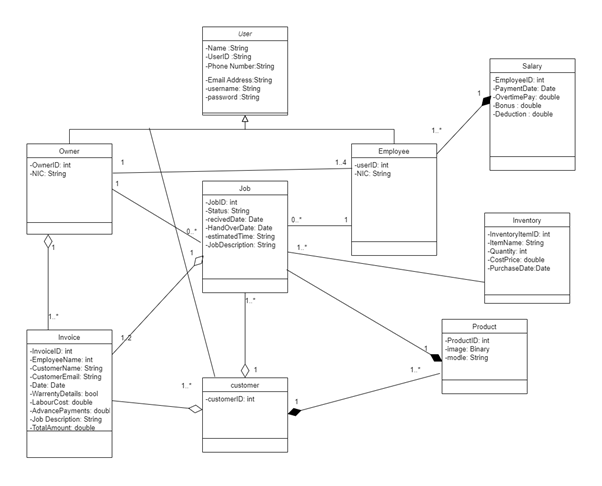 User
-Name :String
-UserID :String
-Phone Number:String
-Email Address:String
-username: String
-password :String
Salary
-EmployeeID: int
-PaymentDate: Date
-OvertimePay: double
-Bonus : double
-Deduction : double
1
1..*
Owner
-OwnerID: int
-NIC: String
1
1..4
Employee
-userID: int
-NIC: String
1
0..*
Job
-JobID: int
-Status: String
-recivedDate: Date
-HandOverDate: Date
-estimatedTime: String
-JobDescription: String
0..*
1
1..*
1
Inventory
-InventoryItemID: int
-ItemName: String
-Quantity: int
-CostPrice: double
-PurchaseDate:Date
1
1..*
1..2
Invoice
-InvoiceID: int
-EmployeeName: int
-CustomerName: String
-CustomerEmail: String
-Date: Date
-WarrentyDetails: bool
-LabourCost: double
-AdvancePayments: doubl
-Job Description: String
-TotalAmount: double
1..*
1..*
1
customer
-customerID: int
1
Product
-ProductID: int
-image: Binary
-modle: String
1
1..*